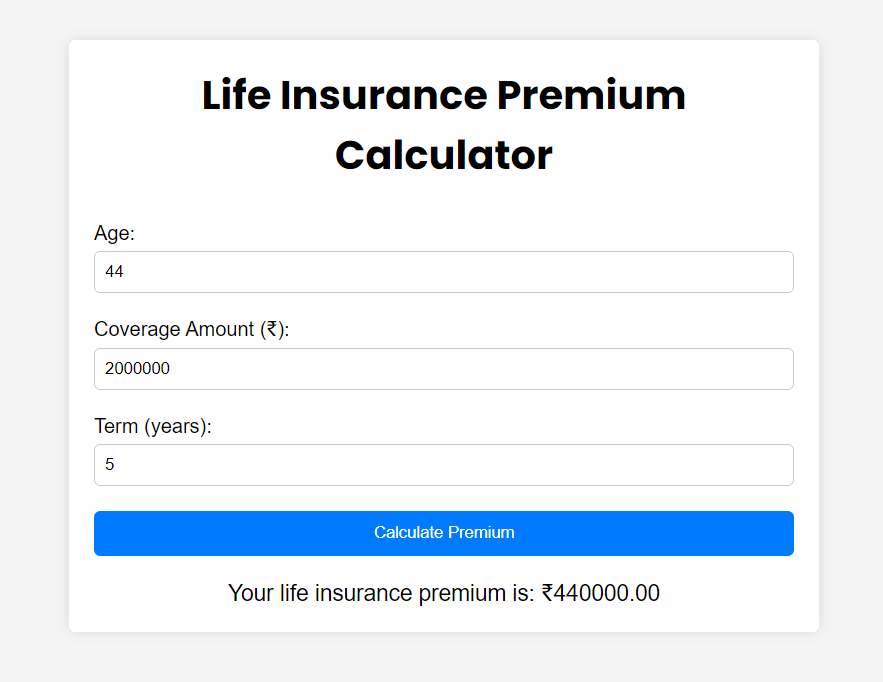 Life Insurance Premium
Calculator
Age:
44
Coverage Amount (₹):
2000000
Term (years):
5
Calculate Premium
Your life insurance premium is: ₹440000.00